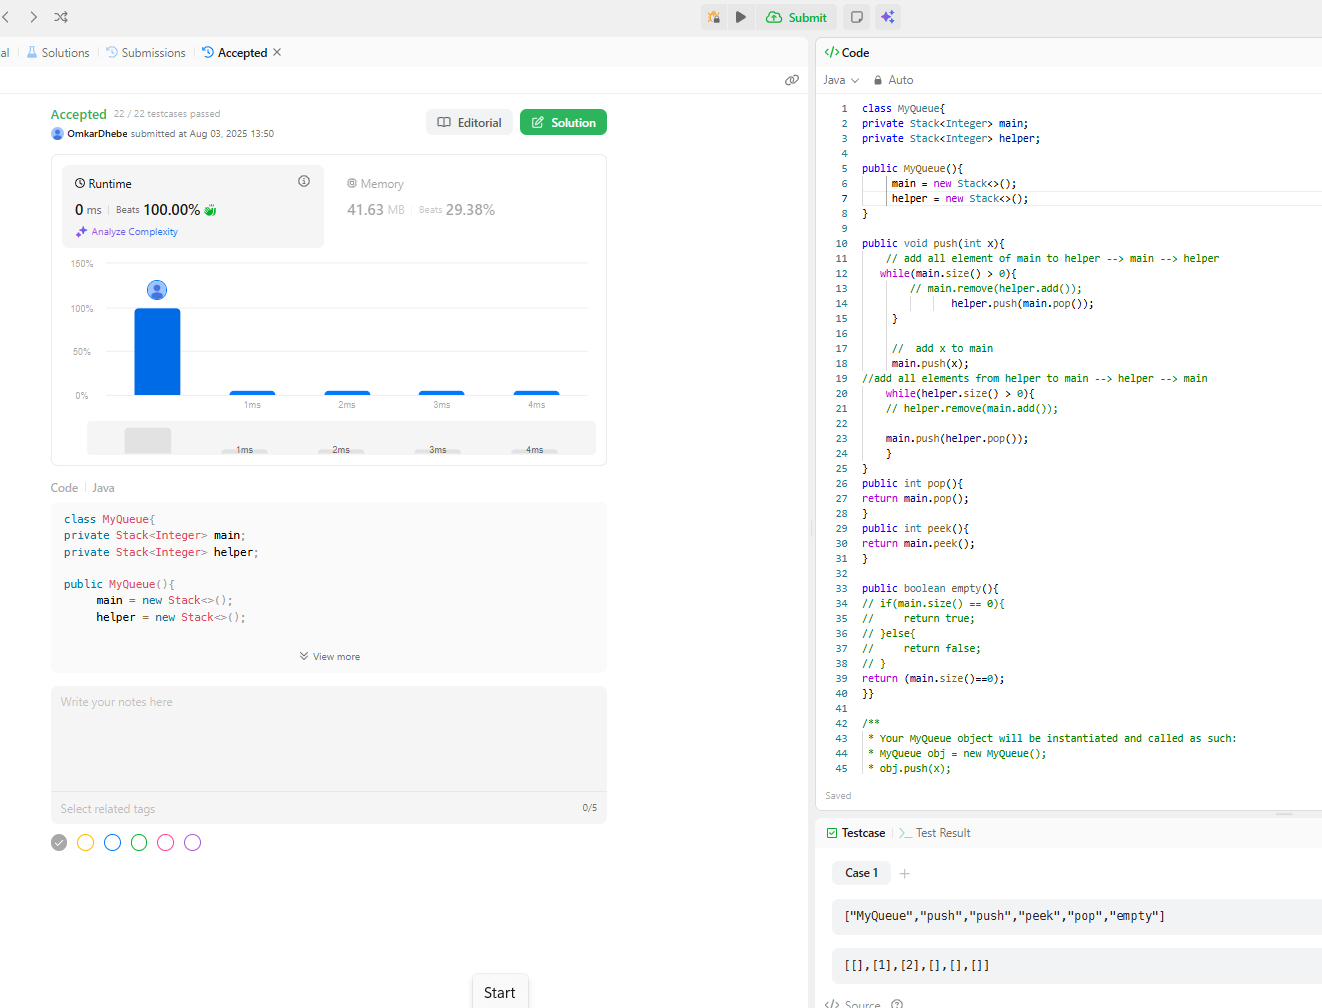 Submit
al
Solutions
Submissions
Accepted
Accepted 22 / 22 testcases passed
OmkarDhebe submitted at Aug 03, 2025 13:50
Editorial
Solution
Runtime
0 ms Beats 100.00%
Analyze Complexity
Memory
41.63 MB Beats 29.38%
150%
100%
50%
0%
1ms 2ms 3ms 4ms
1ms 2ms 3ms 4ms
Code Java
class MyQueue{
private Stack<Integer> main;
private Stack<Integer> helper;
public MyQueue(){
main = new Stack<>();
helper = new Stack<>();
View more
Write your notes here
Select related tags 0/5
Start
</> Code
Java Auto
1 class MyQueue{
2 private Stack<Integer> main;
3 private Stack<Integer> helper;
4
5 public MyQueue(){
6 main = new Stack<>();
7 helper = new Stack<>();
8 }
9
10 public void push(int x){
11 // add all element of main to helper --> main --> helper
12 while(main.size() > 0){
13 // main.remove(helper.add());
14 helper.push(main.pop());
15 }
16
17 // add x to main
18 main.push(x);
19 //add all elements from helper to main --> helper --> main
20 while(helper.size() > 0){
21 // helper.remove(main.add());
22
23 main.push(helper.pop());
24 }
25 }
26 public int pop(){
27 return main.pop();
28 }
29 public int peek(){
30 return main.peek();
31 }
32
33 public boolean empty(){
34 // if(main.size() == 0){
35 // return true;
36 // }else{
37 // return false;
38 // }
39 return (main.size()==0);
40 }}
41
42 /**
43 * Your MyQueue object will be instantiated and called as such:
44 * MyQueue obj = new MyQueue();
45 * obj.push(x);
Saved
Testcase
Test Result
Case 1
["MyQueue","push","push","peek","pop","empty"]
[[],[1],[2],[],[],[]]
</> Source